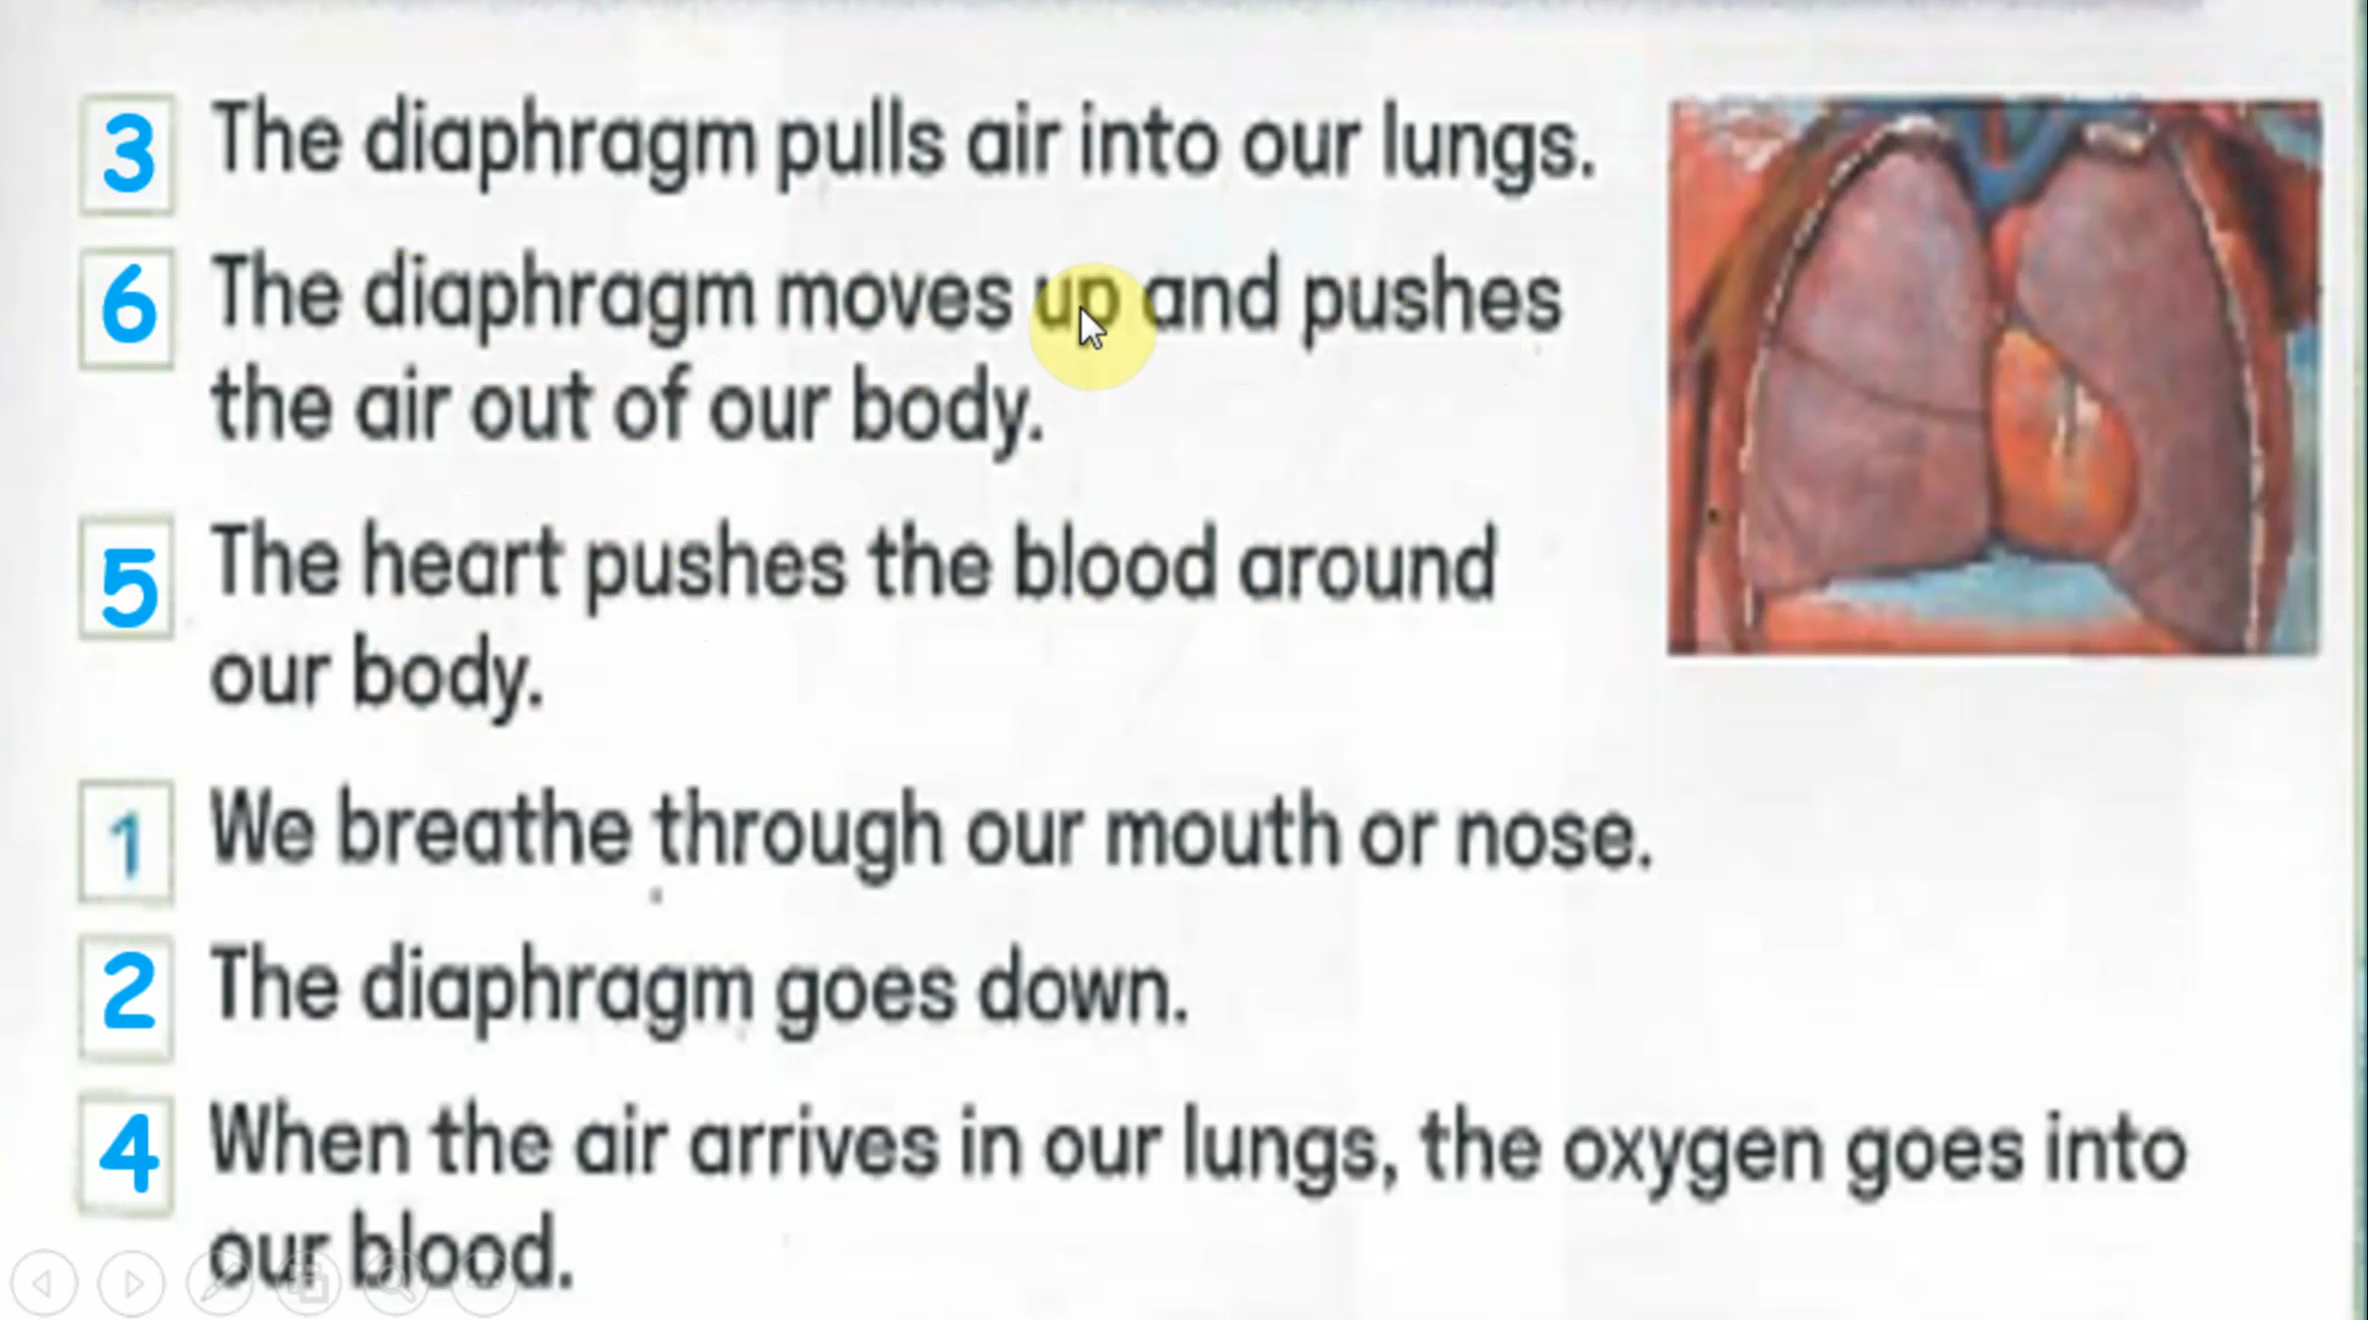 3 The diaphragm pulls air into our lungs.
6 The diaphragm moves up and pushes
the air out of our body.
5 The heart pushes the blood around
our body.
1 We breathe through our mouth or nose.
2 The diaphragm goes down.
4 When the air arrives in our lungs, the oxygen goes into
our blood.